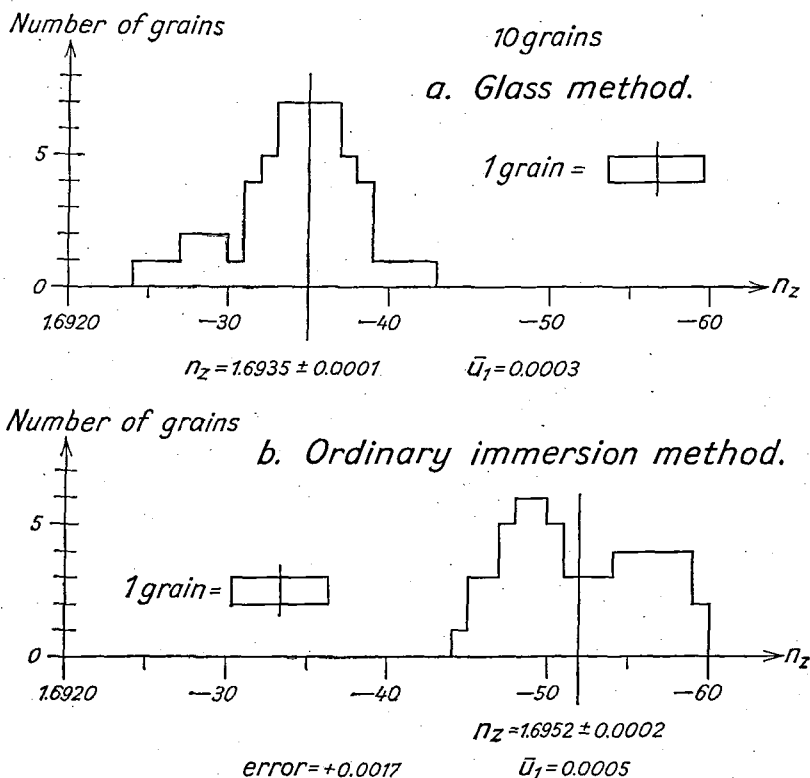 Number of grains
10 grains
a. Glass method.
5
1 grain =
0
n_z
1.6920 —30 —40 —50 —60
n_z = 1.6935 ± 0.0001 ū₁ = 0.0003
Number of grains
b. Ordinary immersion method.
5
1 grain =
0
n_z
1.6920 —30 —40 —50 —60
n_z = 1.6952 ± 0.0002
error = +0.0017 ū₁ = 0.0005